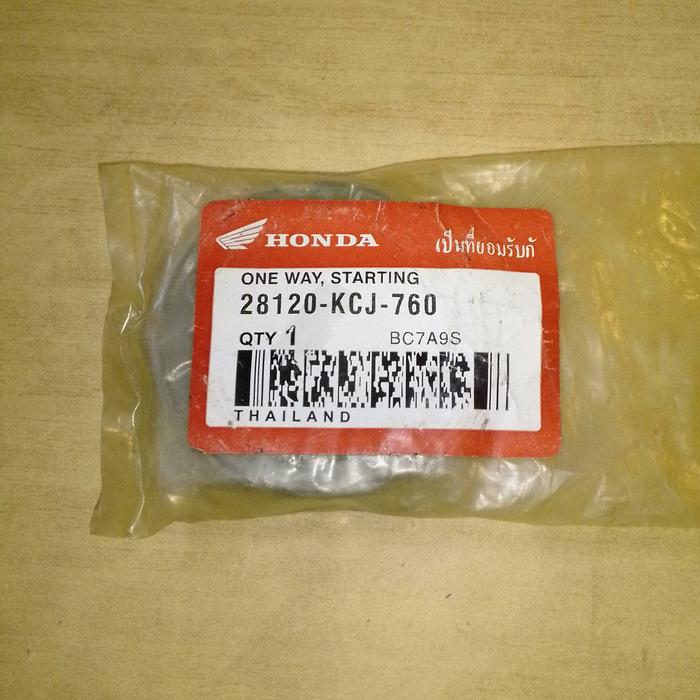 HONDA
เป็นที่ยอมรับทั่
ONE WAY, STARTING
28120-KCJ-760
QTY 1 BC7A9S
THAILAND